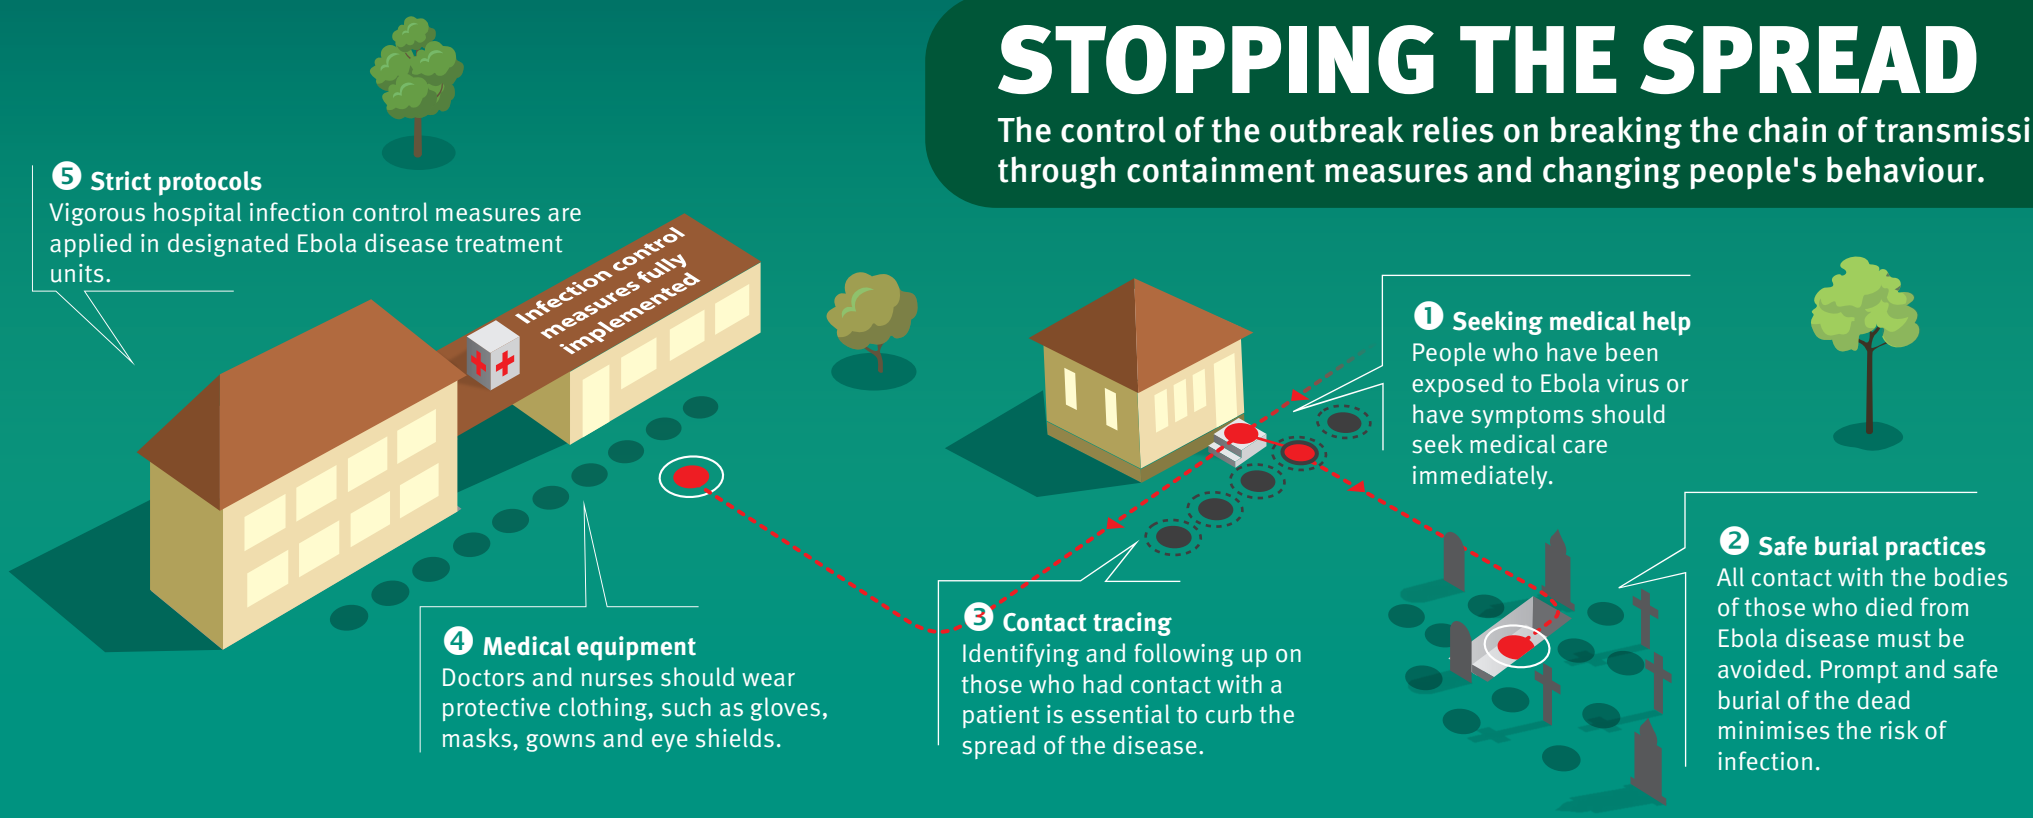 STOPPING THE SPREAD
The control of the outbreak relies on breaking the chain of transmissi
through containment measures and changing people's behaviour.
5 Strict protocols
Vigorous hospital infection control measures are
applied in designated Ebola disease treatment
units.
Infection control
measures fully
implemented
1 Seeking medical help
People who have been
exposed to Ebola virus or
have symptoms should
seek medical care
immediately.
2 Safe burial practices
All contact with the bodies
of those who died from
Ebola disease must be
avoided. Prompt and safe
burial of the dead
minimises the risk of
infection.
3 Contact tracing
Identifying and following up on
those who had contact with a
patient is essential to curb the
spread of the disease.
4 Medical equipment
Doctors and nurses should wear
protective clothing, such as gloves,
masks, gowns and eye shields.